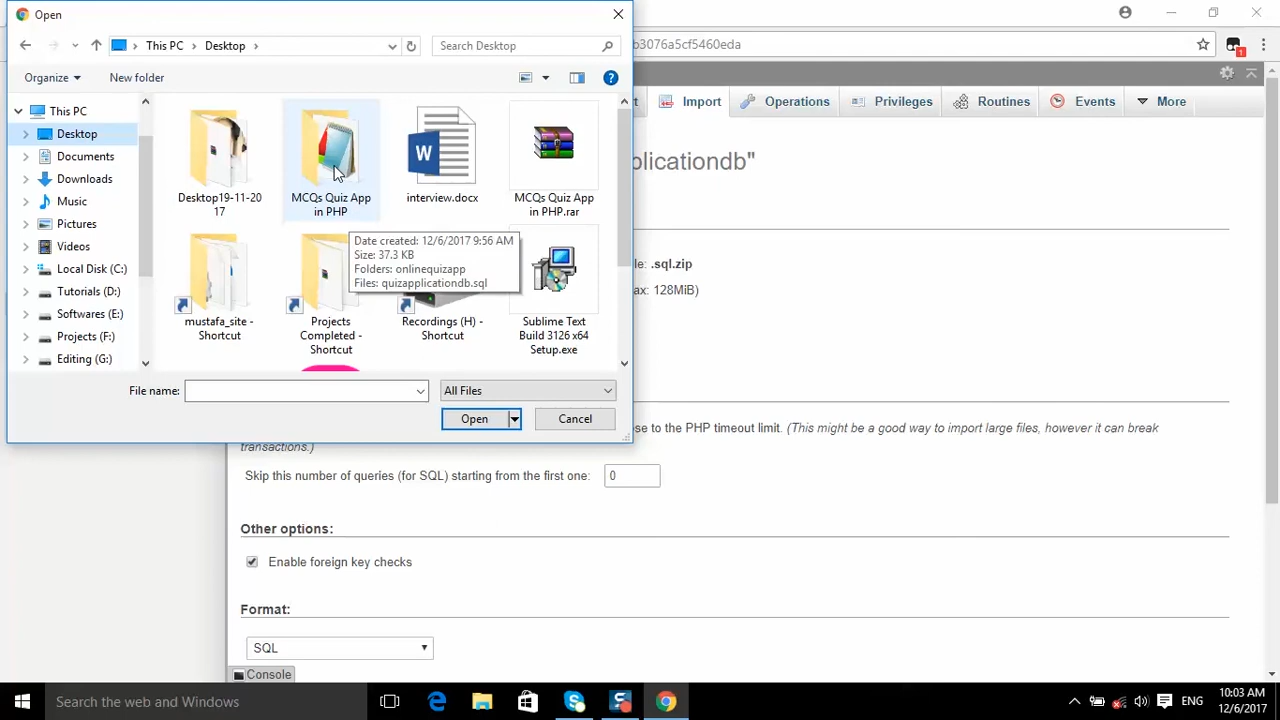 Open
This PC
Desktop
Search Desktop
b3076a5cf5460eda
1
Organize
New folder
t
Import
Operations
Privileges
Routines
Events
More
This PC
Desktop
Documents
Downloads
Music
Pictures
Videos
Local Disk (C:)
Tutorials (D:)
Softwares (E:)
Projects (F:)
Editing (G:)
Desktop19-11-20
17
MCQs Quiz App
in PHP
W
interview.docx
MCQs Quiz App
in PHP.rar
Date created: 12/6/2017 9:56 AM
Size: 37.3 KB
Folders: onlinequizapp
Files: quizapplicationdb.sql
mustafa_site -
Shortcut
Projects
Completed -
Shortcut
Recordings (H) -
Shortcut
Sublime Text
Build 3126 x64
Setup.exe
plicationdb"
le: .sql.zip
ax: 128MiB)
File name:
All Files
Open
Cancel
ose to the PHP timeout limit. (This might be a good way to import large files, however it can break
transactions.)
Skip this number of queries (for SQL) starting from the first one: 0
Other options:
Enable foreign key checks
Format:
SQL
Console
Search the web and Windows
ENG
10:03 AM
12/6/2017